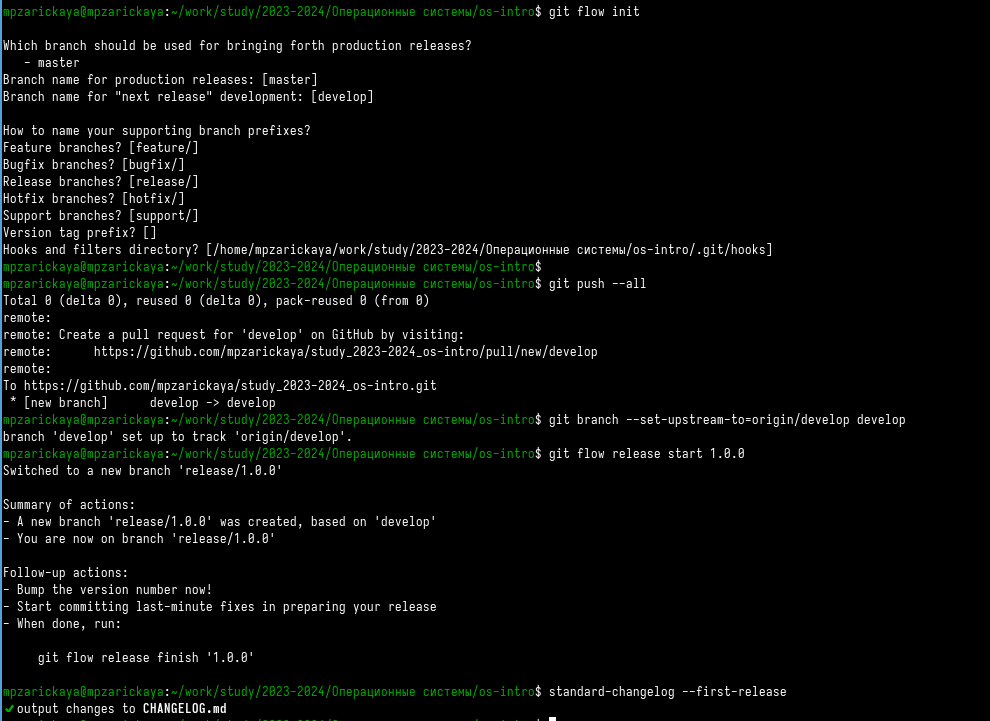 mpzarickaya@mpzarickaya:~/work/study/2023-2024/Операционные системы/os-intro$ git flow init
Which branch should be used for bringing forth production releases?
   - master
Branch name for production releases: [master]
Branch name for "next release" development: [develop]
How to name your supporting branch prefixes?
Feature branches? [feature/]
Bugfix branches? [bugfix/]
Release branches? [release/]
Hotfix branches? [hotfix/]
Support branches? [support/]
Version tag prefix? []
Hooks and filters directory? [/home/mpzarickaya/work/study/2023-2024/Операционные системы/os-intro/.git/hooks]
mpzarickaya@mpzarickaya:~/work/study/2023-2024/Операционные системы/os-intro$
mpzarickaya@mpzarickaya:~/work/study/2023-2024/Операционные системы/os-intro$ git push --all
Total 0 (delta 0), reused 0 (delta 0), pack-reused 0 (from 0)
remote:
remote: Create a pull request for 'develop' on GitHub by visiting:
remote:      https://github.com/mpzarickaya/study_2023-2024_os-intro/pull/new/develop
remote:
To https://github.com/mpzarickaya/study_2023-2024_os-intro.git
 * [new branch]      develop -> develop
mpzarickaya@mpzarickaya:~/work/study/2023-2024/Операционные системы/os-intro$ git branch --set-upstream-to=origin/develop develop
branch 'develop' set up to track 'origin/develop'.
mpzarickaya@mpzarickaya:~/work/study/2023-2024/Операционные системы/os-intro$ git flow release start 1.0.0
Switched to a new branch 'release/1.0.0'
Summary of actions:
- A new branch 'release/1.0.0' was created, based on 'develop'
- You are now on branch 'release/1.0.0'
Follow-up actions:
- Bump the version number now!
- Start committing last-minute fixes in preparing your release
- When done, run:
     git flow release finish '1.0.0'
mpzarickaya@mpzarickaya:~/work/study/2023-2024/Операционные системы/os-intro$ standard-changelog --first-release
✔ output changes to CHANGELOG.md
mpzarickaya@mpzarickaya:~/work/study/2023-2024/Операционные системы/os-intro$